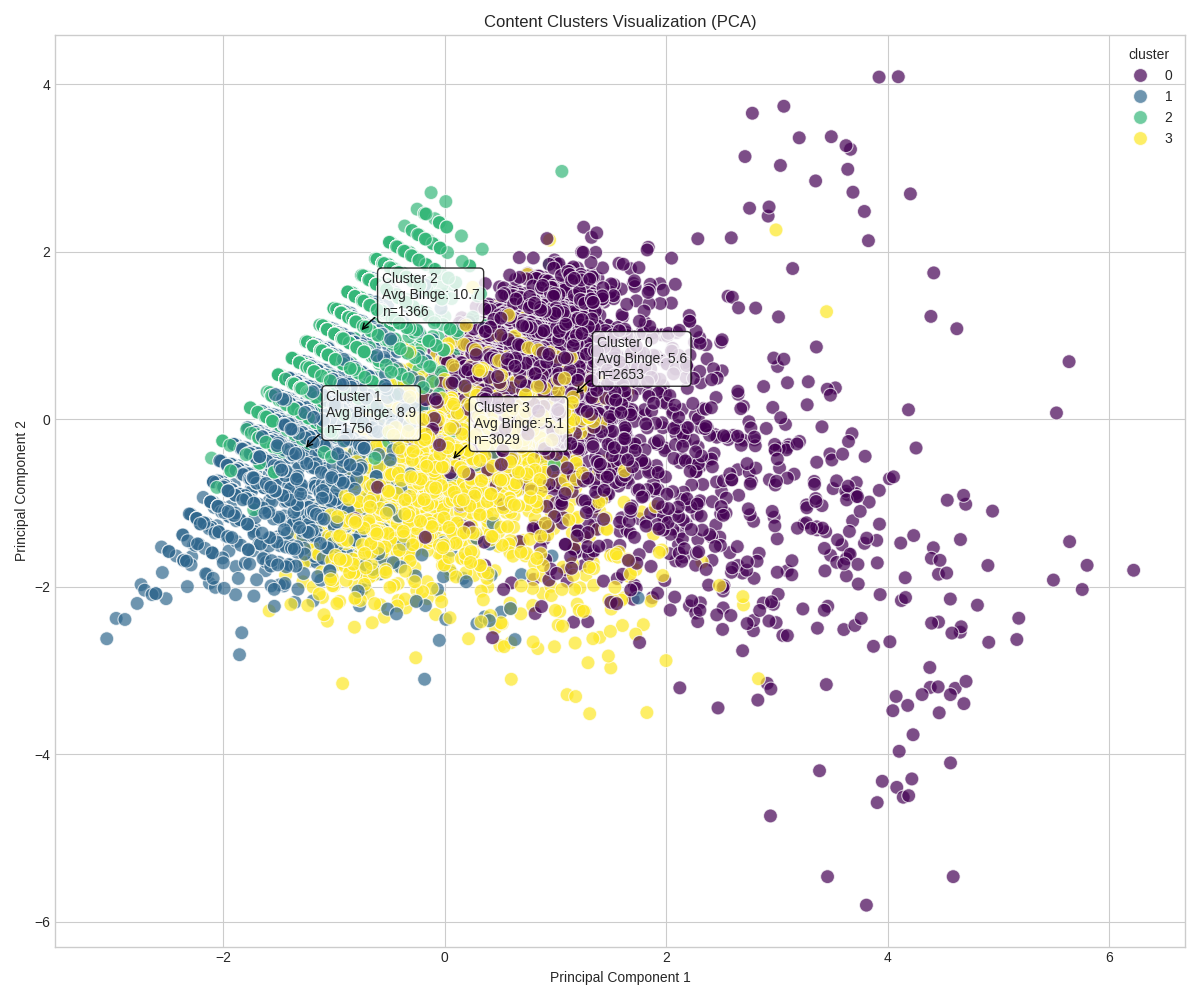 Content Clusters Visualization (PCA)
cluster
0
1
2
3
4
2
0
−2
−4
−6
Principal Component 2
Cluster 2
Avg Binge: 10.7
n=1366
Cluster 0
Avg Binge: 5.6
n=2653
Cluster 1
Avg Binge: 8.9
n=1756
Cluster 3
Avg Binge: 5.1
n=3029
−2
0
2
4
6
Principal Component 1